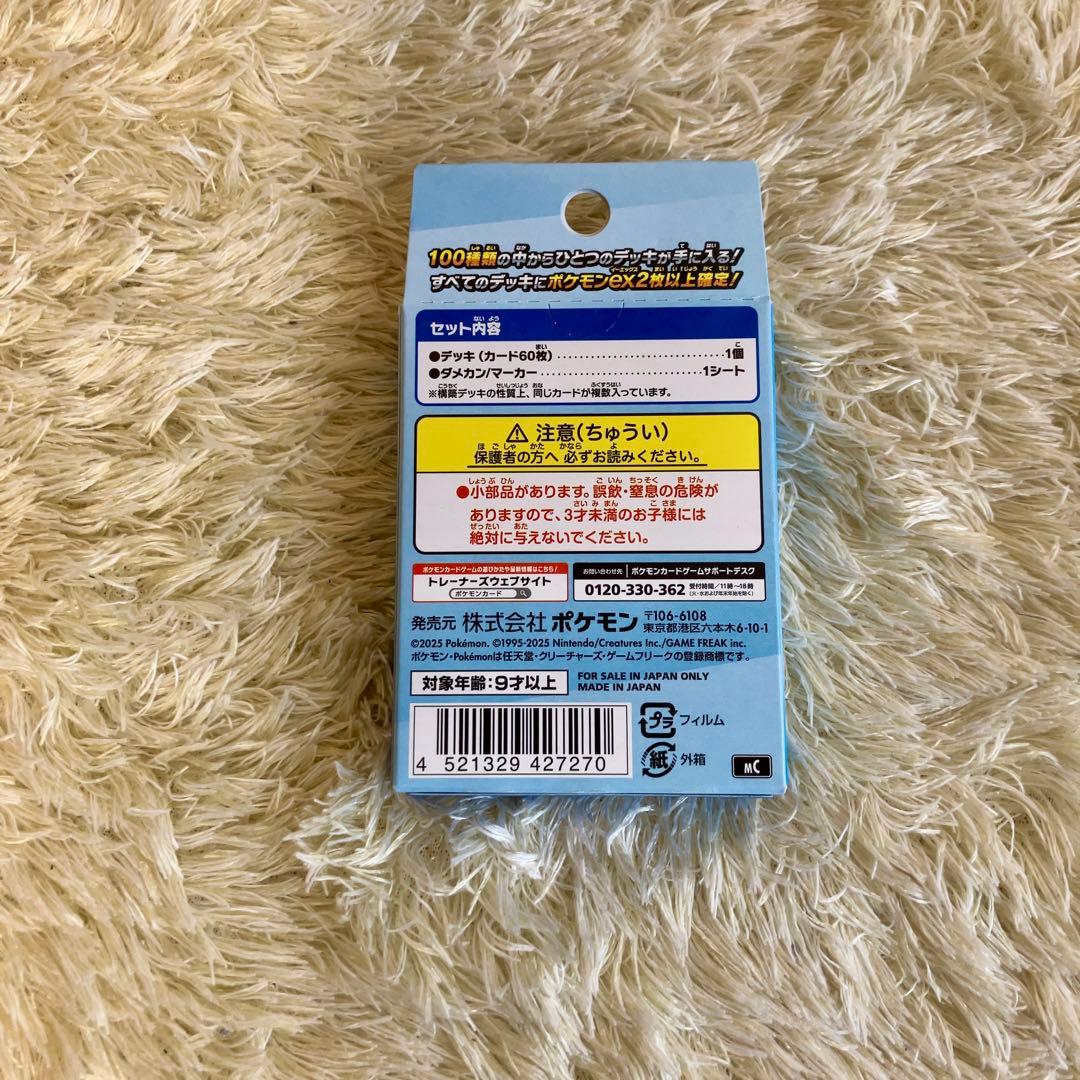 100種類の中からひとつのデッキが手に入る!
すべてのデッキにポケモンex2枚以上確定!
セット内容
●デッキ(カード60枚)..............................1個
●ダメカン/マーカー..............................1シート
※構築デッキの性質上、同じカードが複数入っています。
⚠ 注意(ちゅうい)
保護者の方へ 必ずお読みください。
●小部品があります。誤飲・窒息の危険が
ありますので、3才未満のお子様には
絶対に与えないでください。
ポケモンカードゲームの遊びかたや最新情報はこちら!
トレーナーズウェブサイト
ポケモンカード
お問い合わせ先 ポケモンカードゲームサポートデスク
0120-330-362 受付時間/11時~18時
(火・水および年末年始を除く)
発売元 株式会社ポケモン 〒106-6108
東京都港区六本木6-10-1
©2025 Pokémon. ©1995-2025 Nintendo/Creatures Inc./GAME FREAK inc.
ポケモン・Pokémonは任天堂・クリーチャーズ・ゲームフリークの登録商標です。
対象年齢:9才以上
FOR SALE IN JAPAN ONLY
MADE IN JAPAN
4 521329 427270
プラ フィルム
紙 外箱
MC